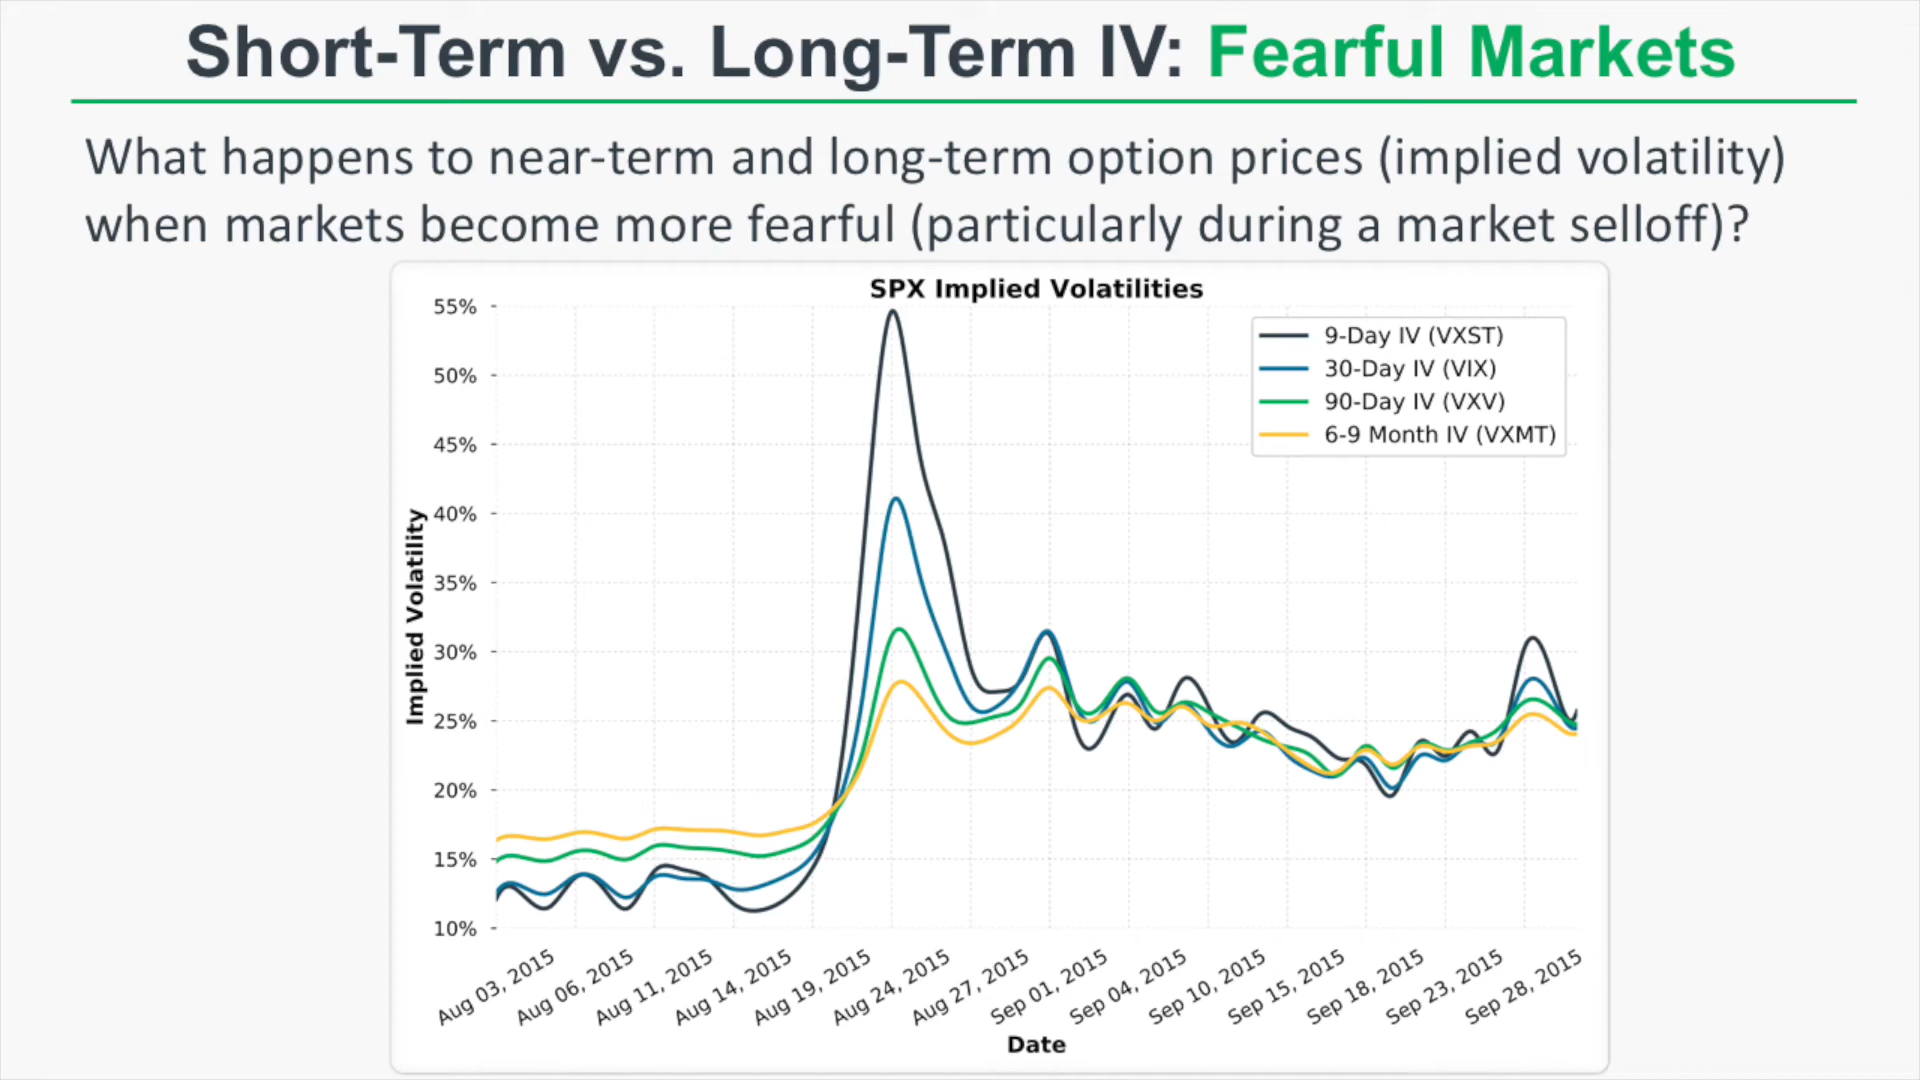 Short-Term vs. Long-Term IV: Fearful Markets
What happens to near-term and long-term option prices (implied volatility)
when markets become more fearful (particularly during a market selloff)?
SPX Implied Volatilities
55%
50%
45%
40%
35%
30%
25%
20%
15%
10%
Implied Volatility
9-Day IV (VXST)
30-Day IV (VIX)
90-Day IV (VXV)
6-9 Month IV (VXMT)
Aug 03, 2015
Aug 06, 2015
Aug 11, 2015
Aug 14, 2015
Aug 19, 2015
Aug 24, 2015
Aug 27, 2015
Sep 01, 2015
Sep 04, 2015
Sep 10, 2015
Sep 15, 2015
Sep 18, 2015
Sep 23, 2015
Sep 28, 2015
Date